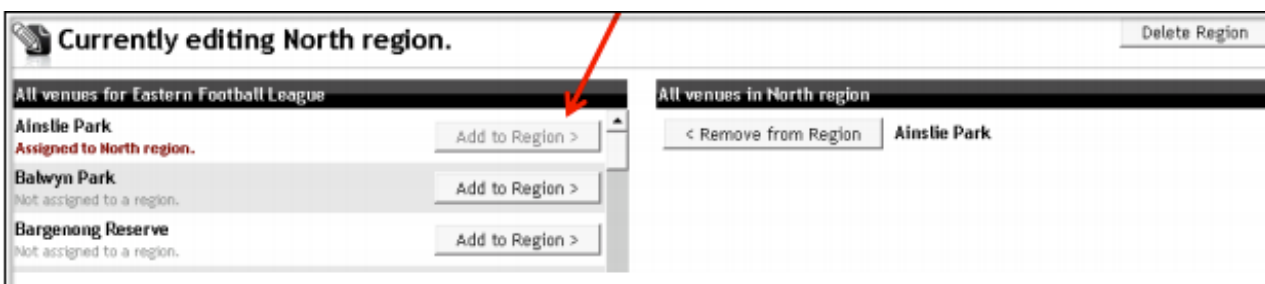 Currently editing North region.
Delete Region
All venues for Eastern Football League
Ainslie Park
Assigned to North region.
Add to Region >
Balwyn Park
Not assigned to a region.
Add to Region >
Bargenong Reserve
Not assigned to a region.
Add to Region >
All venues in North region
< Remove from Region
Ainslie Park